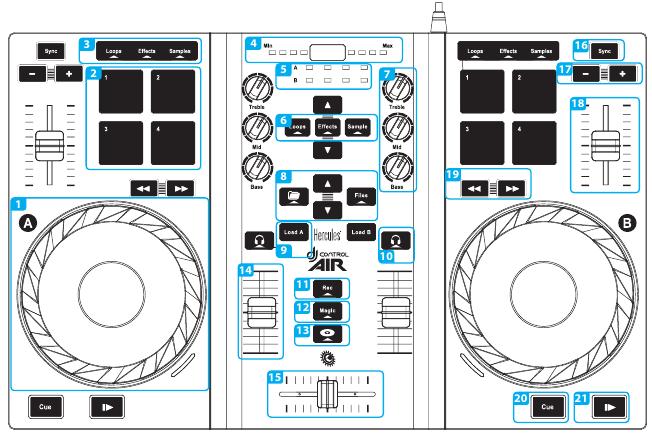 3 Loops Effects Samples
4 Min Max
Loops Effects Samples
16 Sync
Sync
5 A
B
17 - +
- +
2 1 2
7
1 2
18
Treble
Treble
6 Loops Effects Sample
3 4
3 4
Mid
Mid
8 Files
19
Bass
Bass
1 A
B
9 Load A
Hercules
Load B
10
DJ CONTROL
AIR
14
11 Rec
12 Magic
13
15
Cue
20 Cue
21